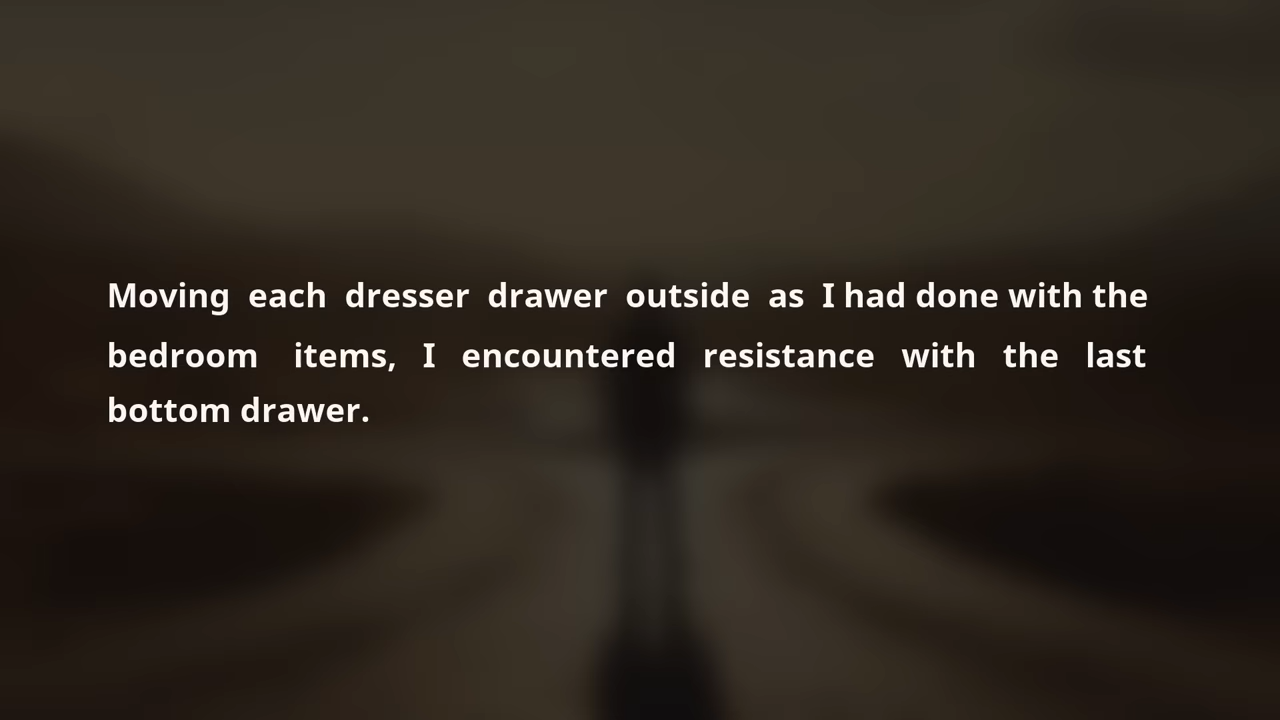 Moving each dresser drawer outside as I had done with the
bedroom items, I encountered resistance with the last
bottom drawer.